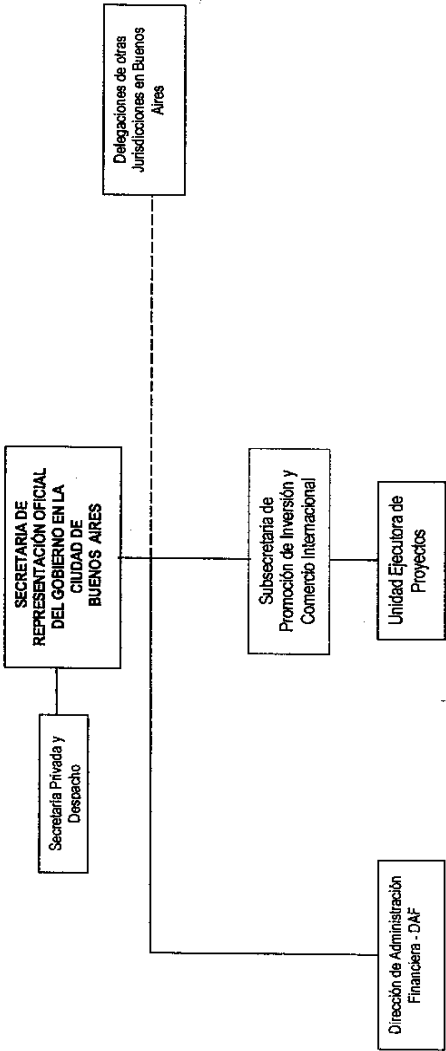 SECRETARIA DE
REPRESENTACIÓN OFICIAL
DEL GOBIERNO EN LA
CIUDAD DE
BUENOS AIRES
Secretaría Privada y
Despacho
Delegaciones de otras
Jurisdicciones en Buenos
Aires
Subsecretaria de
Promoción de Inversión y
Comercio Internacional
Dirección de Administración
Financiera - DAF
Unidad Ejecutora de
Proyectos